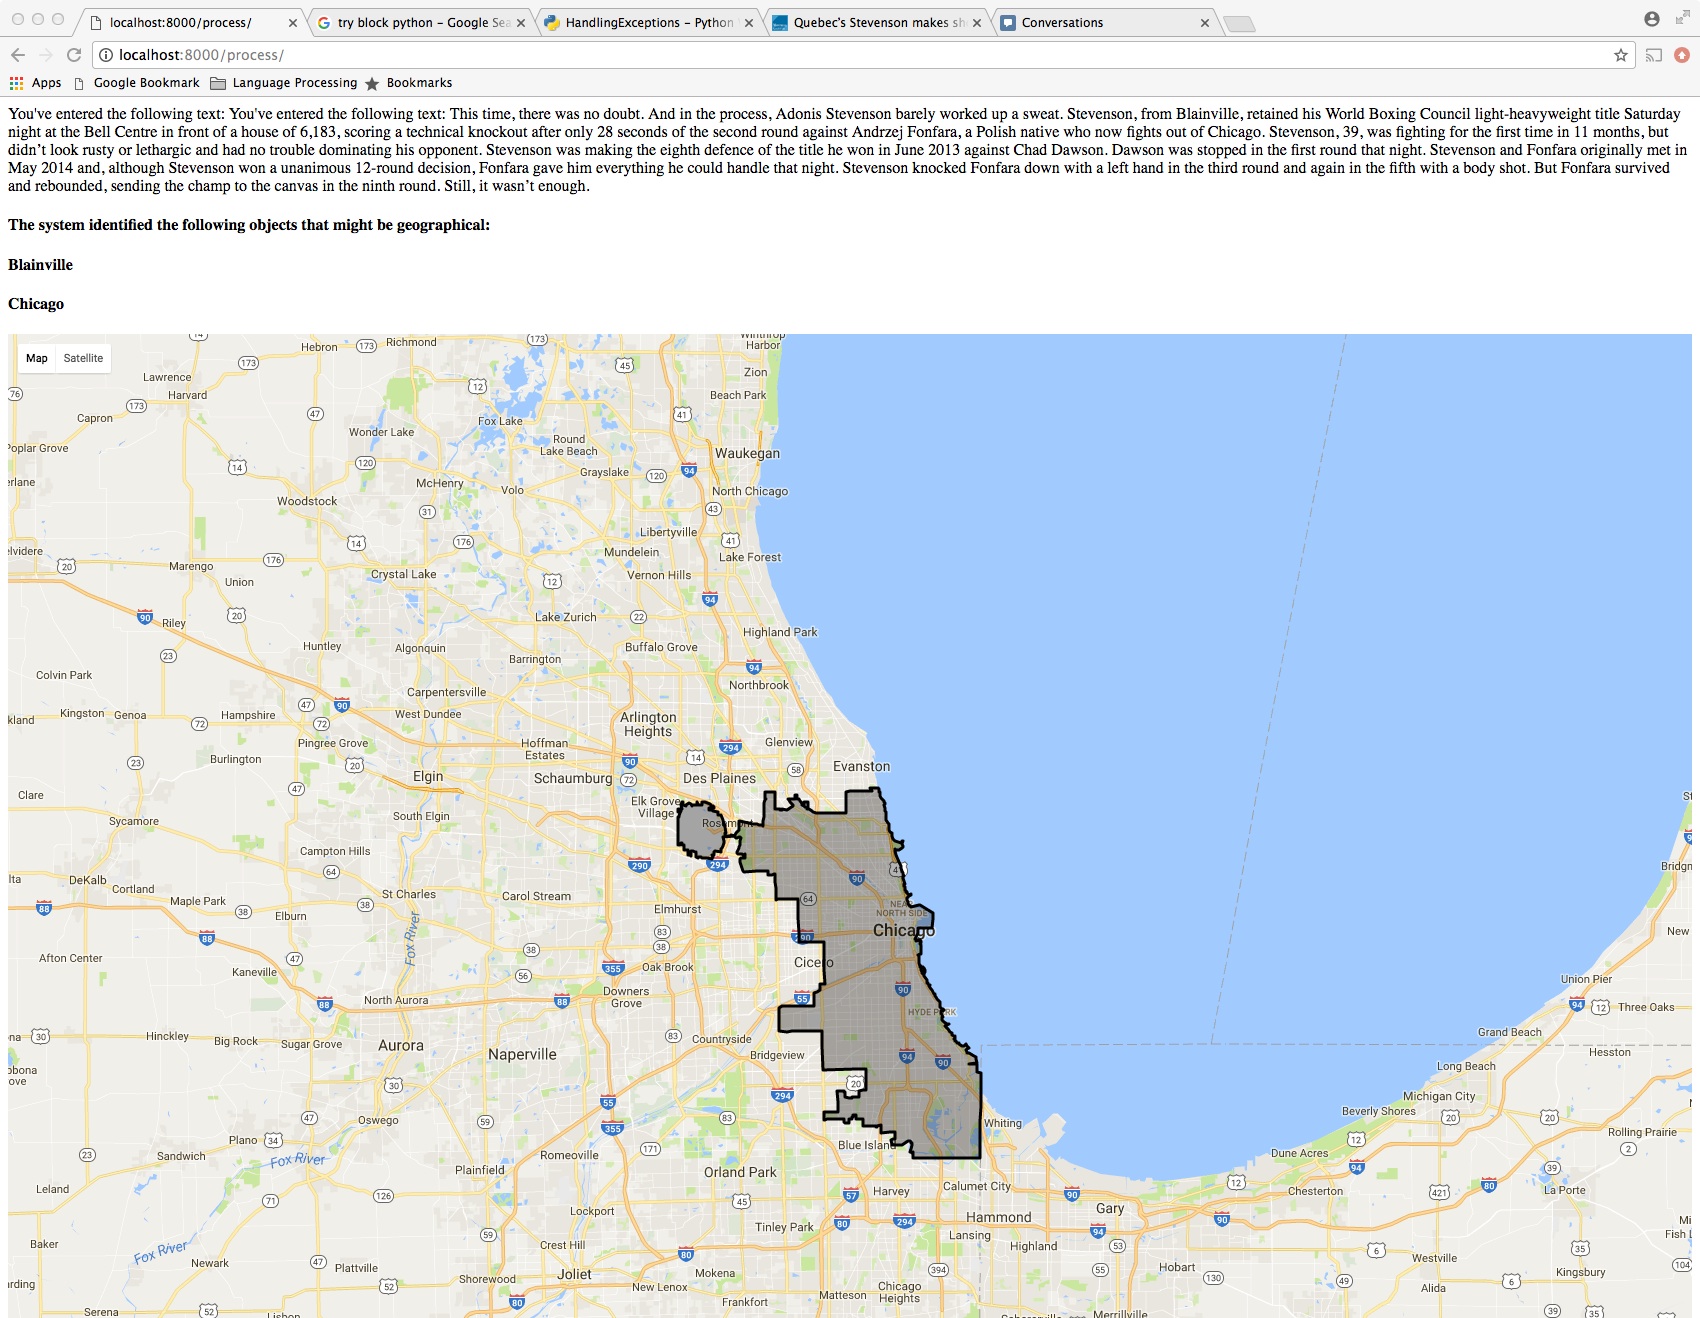 localhost:8000/process/
try block python - Google Sea
HandlingExceptions - Python
Quebec's Stevenson makes sh
Conversations
localhost:8000/process/
Apps Google Bookmark Language Processing Bookmarks
You've entered the following text: You've entered the following text: This time, there was no doubt. And in the process, Adonis Stevenson barely worked up a sweat. Stevenson, from Blainville, retained his World Boxing Council light-heavyweight title Saturday
night at the Bell Centre in front of a house of 6,183, scoring a technical knockout after only 28 seconds of the second round against Andrzej Fonfara, a Polish native who now fights out of Chicago. Stevenson, 39, was fighting for the first time in 11 months, but
didn't look rusty or lethargic and had no trouble dominating his opponent. Stevenson was making the eighth defence of the title he won in June 2013 against Chad Dawson. Dawson was stopped in the first round that night. Stevenson and Fonfara originally met in
May 2014 and, although Stevenson won a unanimous 12-round decision, Fonfara gave him everything he could handle that night. Stevenson knocked Fonfara down with a left hand in the third round and again in the fifth with a body shot. But Fonfara survived
and rebounded, sending the champ to the canvas in the ninth round. Still, it wasn't enough.
The system identified the following objects that might be geographical:
Blainville
Chicago
Map Satellite
Hebron 173 Richmond 173
Winthrop
Harbor
Lawrence 173 45 Zion
Harvard 12 Beach Park
76 173 47 41
Capron Fox Lake
Wonder Lake Round
Lake Beach
Poplar Grove Waukegan
14 120 Grayslake 120 94
McHenry Volo North Chicago
Woodstock 31 43
Libertyville
14 176 41
Mundelein
elvidere Lake Forest
20 Marengo 176 Crystal Lake Vernon Hills
Union 12
94
90 Riley 20 Lake Zurich 22
Highland Park
Huntley Algonquin Buffalo Grove
23 Barrington 94
Colvin Park Northbrook
Carpentersville
Kingston Genoa Hampshire 47 90 West Dundee Arlington
Heights
72 72
Pingree Grove Hoffman
Estates 294 Glenview
Burlington 20 90 14
23 Elgin Schaumburg 72 Des Plaines 58 Evanston
Clare 47
Elk Grove
Village
Sycamore South Elgin Rosemont
Campton Hills
64 290 294
DeKalb Cortland St Charles Carol Stream 90
88 Maple Park 38 Elburn 38 Elmhurst 64
NEAR
NORTH SIDE
88 83 Chicago
38 38 290
Afton Center 47 Fox River Cicero
Kaneville 56 355 Oak Brook
Union Pier
88 North Aurora 88 Downers
Grove 55 90
94 12 Three Oaks
HYDE PARK
30 Hinckley Big Rock Sugar Grove Aurora Naperville 83 Countryside Grand Beach
Bridgeview 94 90 Hesston
Long Beach
30 20
55 294 Michigan City
Beverly Shores 20 20
47 Oswego 59 355 83 Whiting
Plano 34 Rolling Prairie
23 Sandwich Fox River Romeoville 171 Blue Island 12 2
Plainfield Orland Park Dune Acres 94
Leland 126 Calumet City 39
71 57 Harvey 90 12 Chesterton 421 80 La Porte
Lockport 45 Hammond Gary
59 Tinley Park 80 294 Lansing 94 90
Baker Crest Hill Highland 53 6 35
Fox River 80
Newark 47 Plattville Joliet Mokena 394 55 Hobart 130 Westville Kingsbury 104
52 Shorewood New Lenox Chicago
Heights 49 6
Alida
Matteson
Serena 52 80 Frankfort 39 35
Lisbon Merrillville